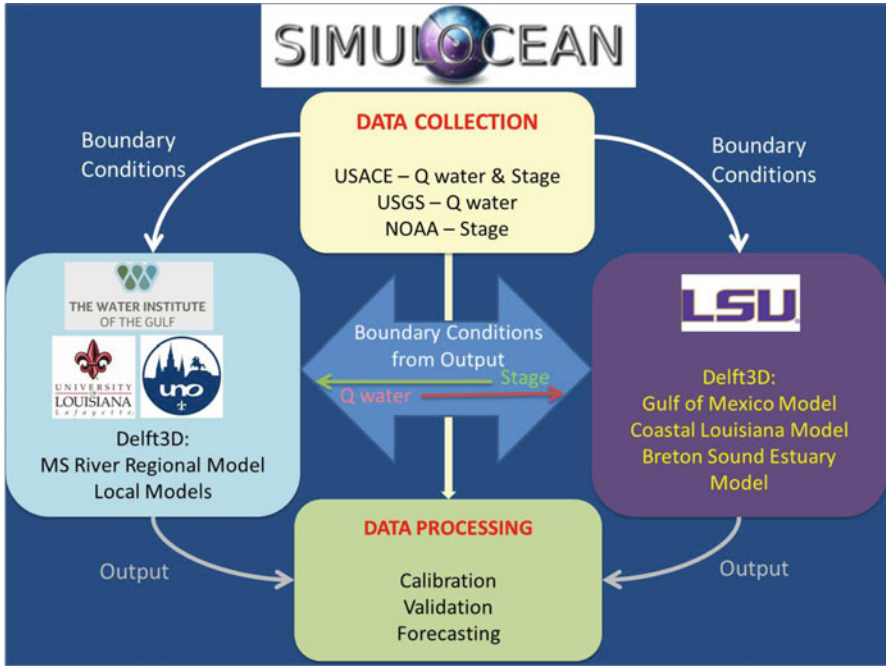 SIMULOCEAN
DATA COLLECTION
USACE – Q water & Stage
USGS – Q water
NOAA – Stage
Boundary
Conditions
Boundary
Conditions
THE WATER INSTITUTE
OF THE GULF
UNIVERSITY
OF
LOUISIANA
Lafayette
uno
Delft3D:
MS River Regional Model
Local Models
Boundary Conditions
from Output
Stage
Q water
LSU
Delft3D:
Gulf of Mexico Model
Coastal Louisiana Model
Breton Sound Estuary
Model
Output
DATA PROCESSING
Calibration
Validation
Forecasting
Output